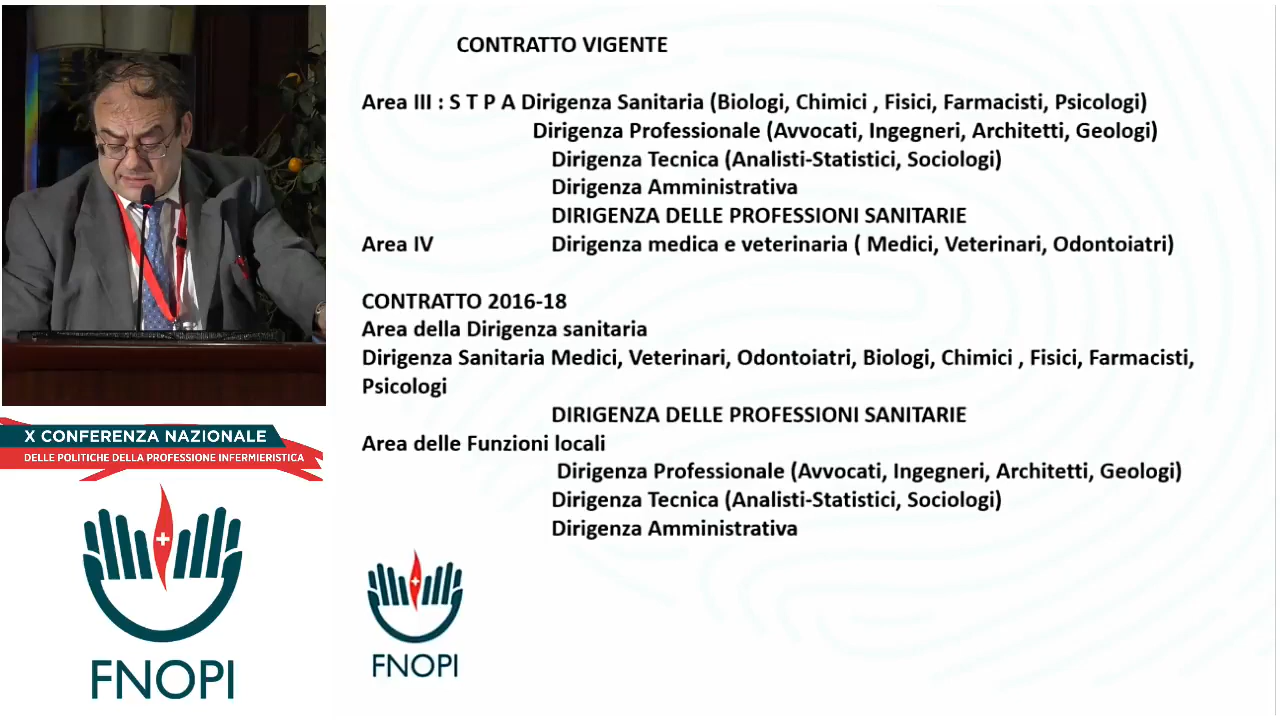 CONTRATTO VIGENTE
Area III : S T P A Dirigenza Sanitaria (Biologi, Chimici , Fisici, Farmacisti, Psicologi)
Dirigenza Professionale (Avvocati, Ingegneri, Architetti, Geologi)
Dirigenza Tecnica (Analisti-Statistici, Sociologi)
Dirigenza Amministrativa
DIRIGENZA DELLE PROFESSIONI SANITARIE
Area IV Dirigenza medica e veterinaria ( Medici, Veterinari, Odontoiatri)
CONTRATTO 2016-18
Area della Dirigenza sanitaria
Dirigenza Sanitaria Medici, Veterinari, Odontoiatri, Biologi, Chimici , Fisici, Farmacisti,
Psicologi
DIRIGENZA DELLE PROFESSIONI SANITARIE
Area delle Funzioni locali
Dirigenza Professionale (Avvocati, Ingegneri, Architetti, Geologi)
Dirigenza Tecnica (Analisti-Statistici, Sociologi)
Dirigenza Amministrativa
FNOPI
X CONFERENZA NAZIONALE
DELLE POLITICHE DELLA PROFESSIONE INFERMIERISTICA
FNOPI